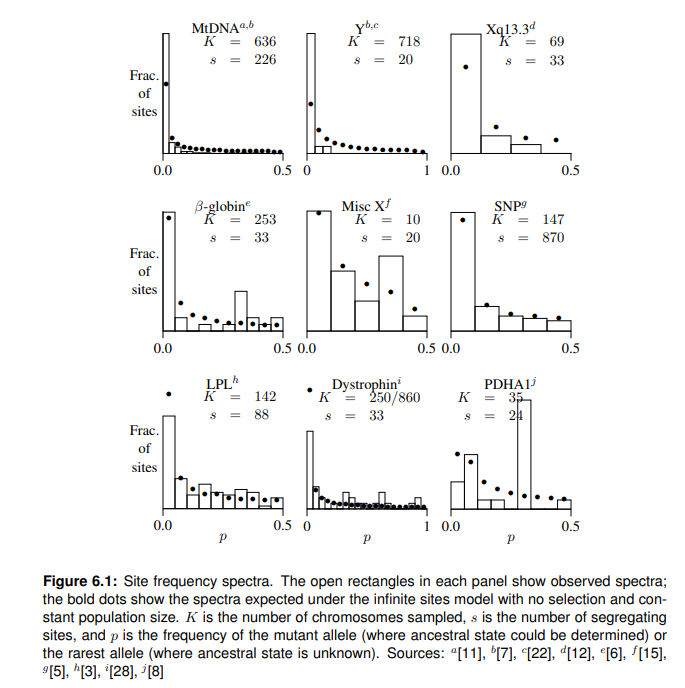 MtDNA^{a,b}
K = 636
s = 226
Y^{b,c}
K = 718
s = 20
Xq13.3^{d}
K = 69
s = 33
Frac.
of
sites
0.0 0.5 0 1 0.0 0.5
β-globin^{e}
K = 253
s = 33
Misc X^{f}
K = 10
s = 20
SNP^{g}
K = 147
s = 870
Frac.
of
sites
0.0 0.5 0.0 0.5 0.0 0.5
LPL^{h}
K = 142
s = 88
Dystrophin^{i}
K = 250/860
s = 33
PDHA1^{j}
K = 35
s = 24
Frac.
of
sites
0.0 0.5 0 1 0.0 0.5
p p p
Figure 6.1: Site frequency spectra. The open rectangles in each panel show observed spectra;
the bold dots show the spectra expected under the infinite sites model with no selection and con-
stant population size. K is the number of chromosomes sampled, s is the number of segregating
sites, and p is the frequency of the mutant allele (where ancestral state could be determined) or
the rarest allele (where ancestral state is unknown). Sources: ^{a}[11], ^{b}[7], ^{c}[22], ^{d}[12], ^{e}[6], ^{f}[15],
^{g}[5], ^{h}[3], ^{i}[28], ^{j}[8]